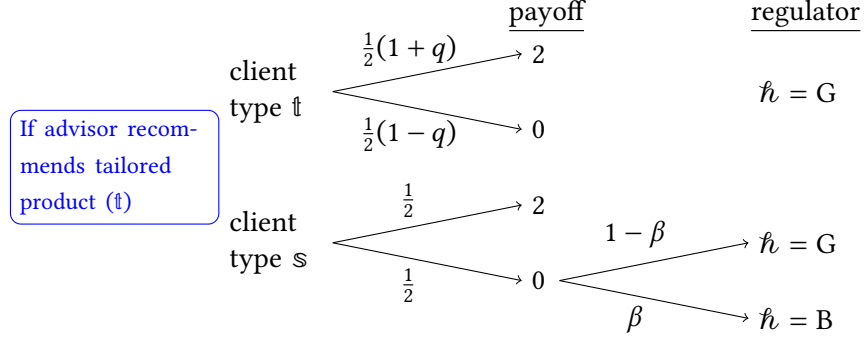 payoff regulator
½(1 + q) 2
client
type 𝕥
ℏ = G
½(1 − q) 0
If advisor recom-
mends tailored
product (𝕥)
½ 2
client
type 𝕤
1 − β ℏ = G
½ 0
β ℏ = B